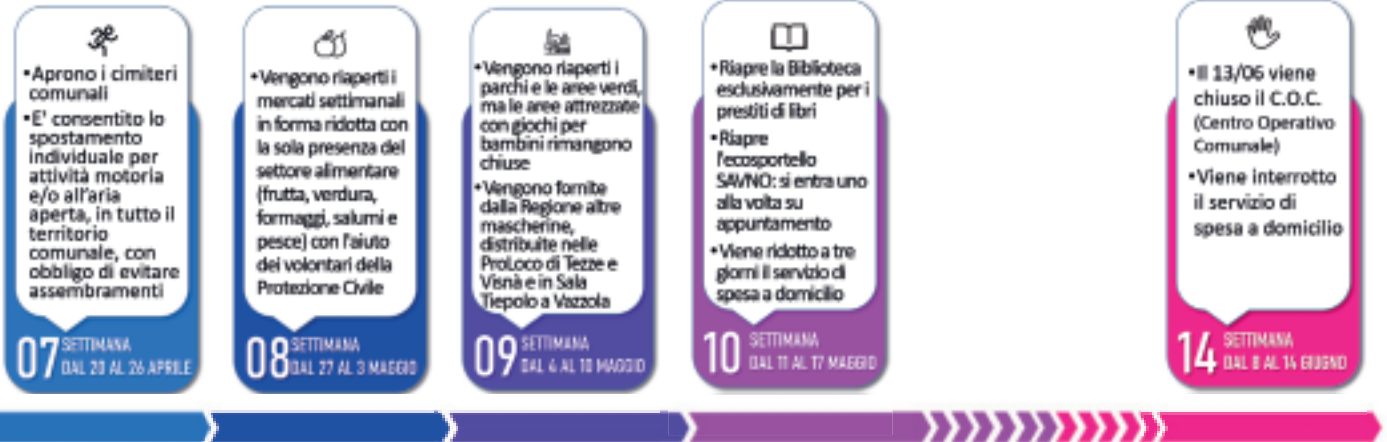 •Aprono i cimiteri
comunali
•E' consentito lo
spostamento
individuale per
attività motoria
e/o all'aria
aperta, in tutto il
territorio
comunale, con
obbligo di evitare
assembramenti
07 SETTIMANA
DAL 20 AL 26 APRILE
•Vengono riaperti i
mercati settimanali
in forma ridotta con
la sola presenza del
settore alimentare
(frutta, verdura,
formaggi, salumi e
pesce) con l'aiuto
dei volontari della
Protezione Civile
08 SETTIMANA
DAL 27 AL 3 MAGGIO
•Vengono riaperti i
parchi e le aree verdi,
ma le aree attrezzate
con giochi per
bambini rimangono
chiuse
•Vengono fornite
dalla Regione altre
mascherine,
distribuite nelle
ProLoco di Tezze e
Visnà e in Sala
Tiepolo a Vazzola
09 SETTIMANA
DAL 4 AL 10 MAGGIO
•Riapre la Biblioteca
esclusivamente per i
prestiti di libri
•Riapre
l'ecosportello
SAVNO: si entra uno
alla volta su
appuntamento
•Viene ridotto a tre
giorni il servizio di
spesa a domicilio
10 SETTIMANA
DAL 11 AL 17 MAGGIO
•Il 13/06 viene
chiuso il C.O.C.
(Centro Operativo
Comunale)
•Viene interrotto
il servizio di
spesa a domicilio
14 SETTIMANA
DAL 8 AL 14 GIUGNO